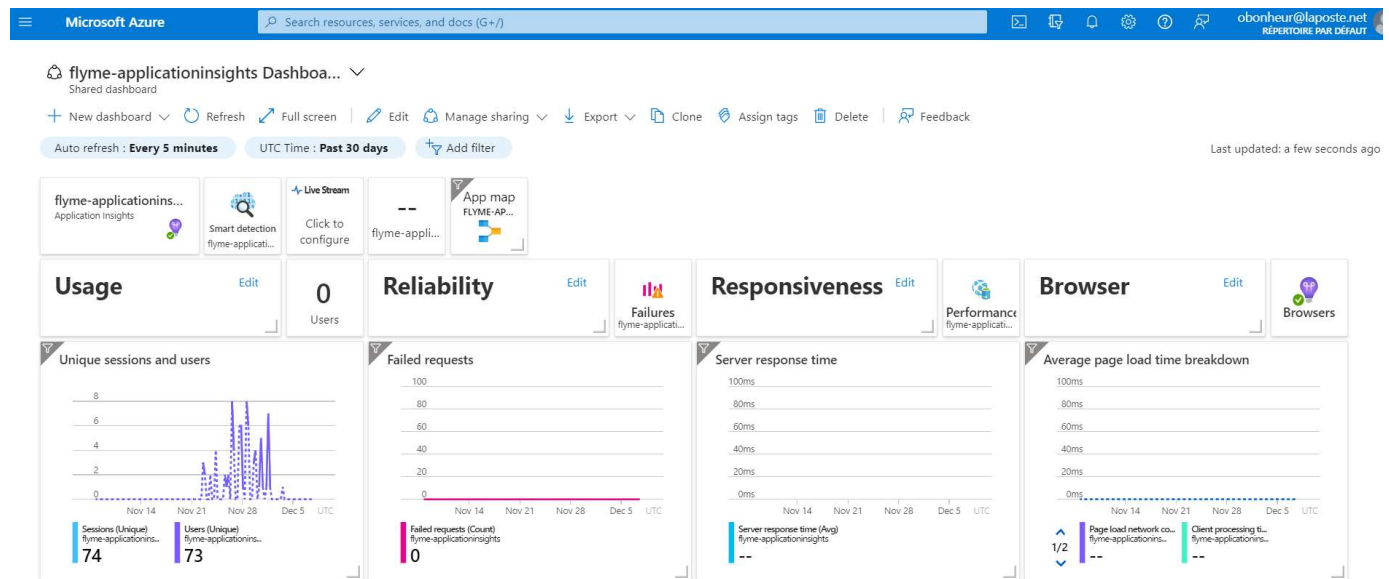 Microsoft Azure
Search resources, services, and docs (G+/)
obonheur@laposte.net
RÉPERTOIRE PAR DÉFAUT
flyme-applicationinsights Dashboa...
Shared dashboard
New dashboard
Refresh
Full screen
Edit
Manage sharing
Export
Clone
Assign tags
Delete
Feedback
Auto refresh : Every 5 minutes
UTC Time : Past 30 days
Add filter
Last updated: a few seconds ago
flyme-applicationins...
Application Insights
Smart detection
flyme-applicati...
Live Stream
Click to
configure
--
flyme-appli...
App map
FLYME-AP...
Usage
Edit
0
Users
Reliability
Edit
Failures
flyme-applicati...
Responsiveness
Edit
Performance
flyme-applicati...
Browser
Edit
Browsers
Unique sessions and users
8
6
4
2
0
Nov 14
Nov 21
Nov 28
Dec 5
UTC
Sessions (Unique)
flyme-applicationins...
74
Users (Unique)
flyme-applicationins...
73
Failed requests
100
80
60
40
20
0
Nov 14
Nov 21
Nov 28
Dec 5
UTC
Failed requests (Count)
flyme-applicationinsights
0
Server response time
100ms
80ms
60ms
40ms
20ms
0ms
Nov 14
Nov 21
Nov 28
Dec 5
UTC
Server response time (Avg)
flyme-applicationinsights
--
Average page load time breakdown
100ms
80ms
60ms
40ms
20ms
0ms
Nov 14
Nov 21
Nov 28
Dec 5
UTC
1/2
Page load network co...
flyme-applicationins...
--
Client processing ti...
flyme-applicationins...
--